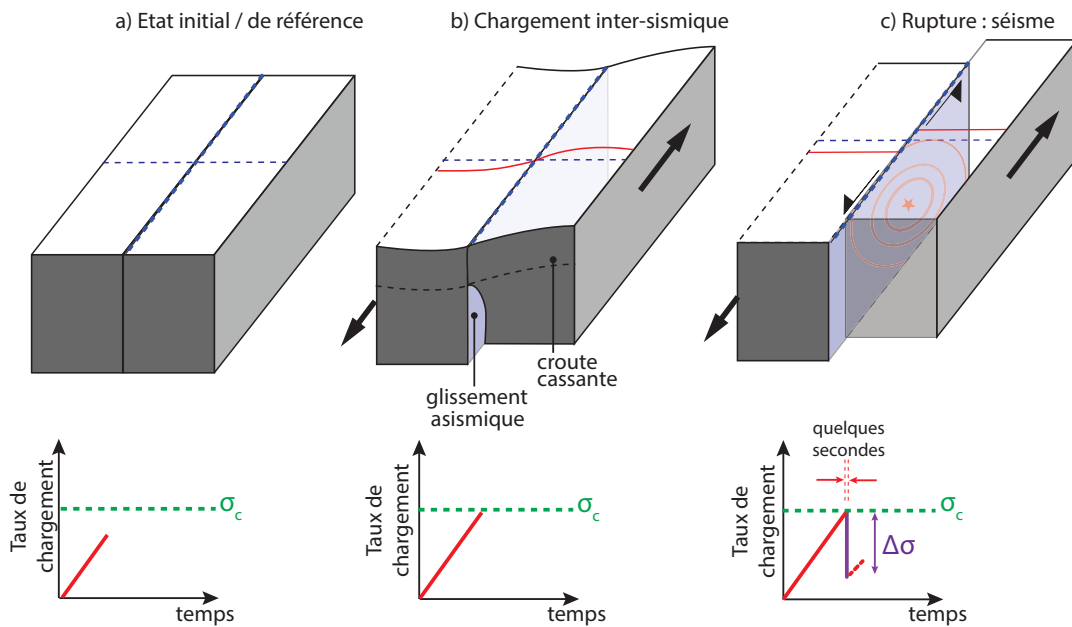 a) Etat initial / de référence
b) Chargement inter-sismique
c) Rupture : séisme
croute
cassante
glissement
asismique
Taux de
chargement
σc
temps
Taux de
chargement
σc
temps
quelques
secondes
Taux de
chargement
σc
Δσ
temps